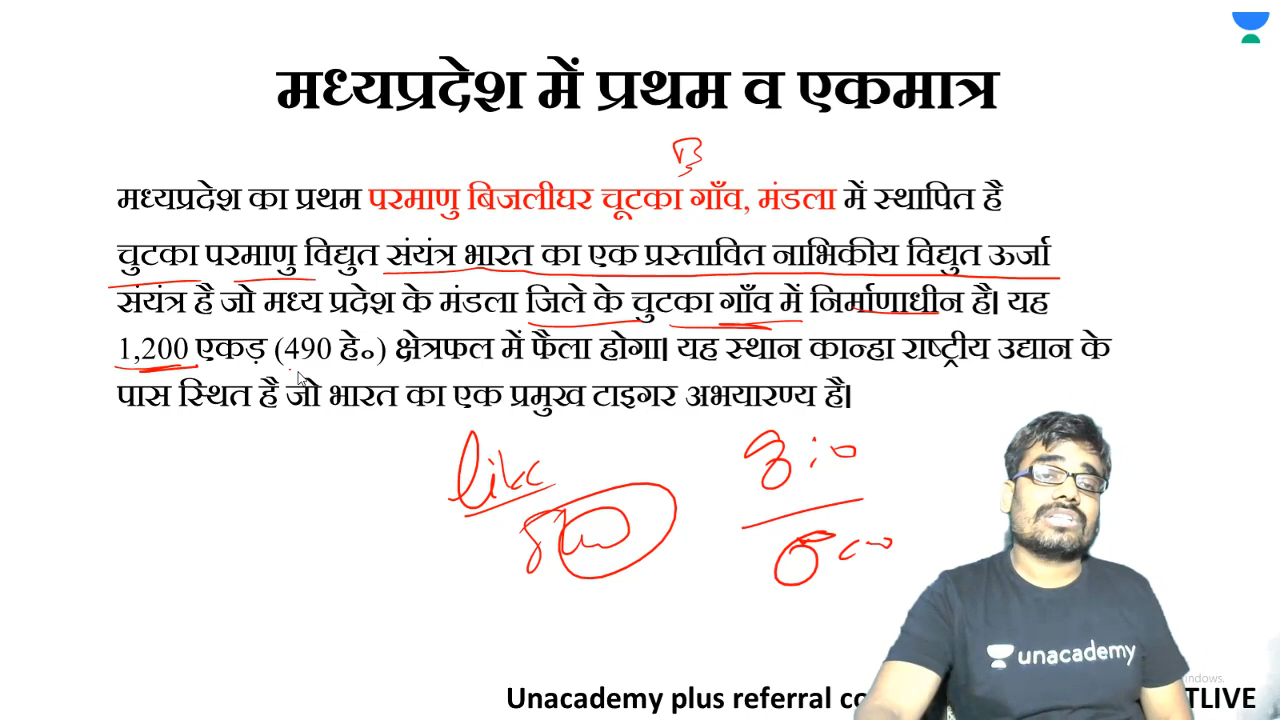 मध्यप्रदेश में प्रथम व एकमात्र
B
मध्यप्रदेश का प्रथम परमाणु बिजलीघर चूटका गाँव, मंडला में स्थापित है
चुटका परमाणु विद्युत संयंत्र भारत का एक प्रस्तावित नाभिकीय विद्युत ऊर्जा
संयंत्र है जो मध्य प्रदेश के मंडला जिले के चुटका गाँव में निर्माणाधीन है। यह
1,200 एकड़ (490 हे०) क्षेत्रफल में फैला होगा। यह स्थान कान्हा राष्ट्रीय उद्यान के
पास स्थित है जो भारत का एक प्रमुख टाइगर अभयारण्य है।
like
unacademy
ndows.
Unacademy plus referral co TLIVE